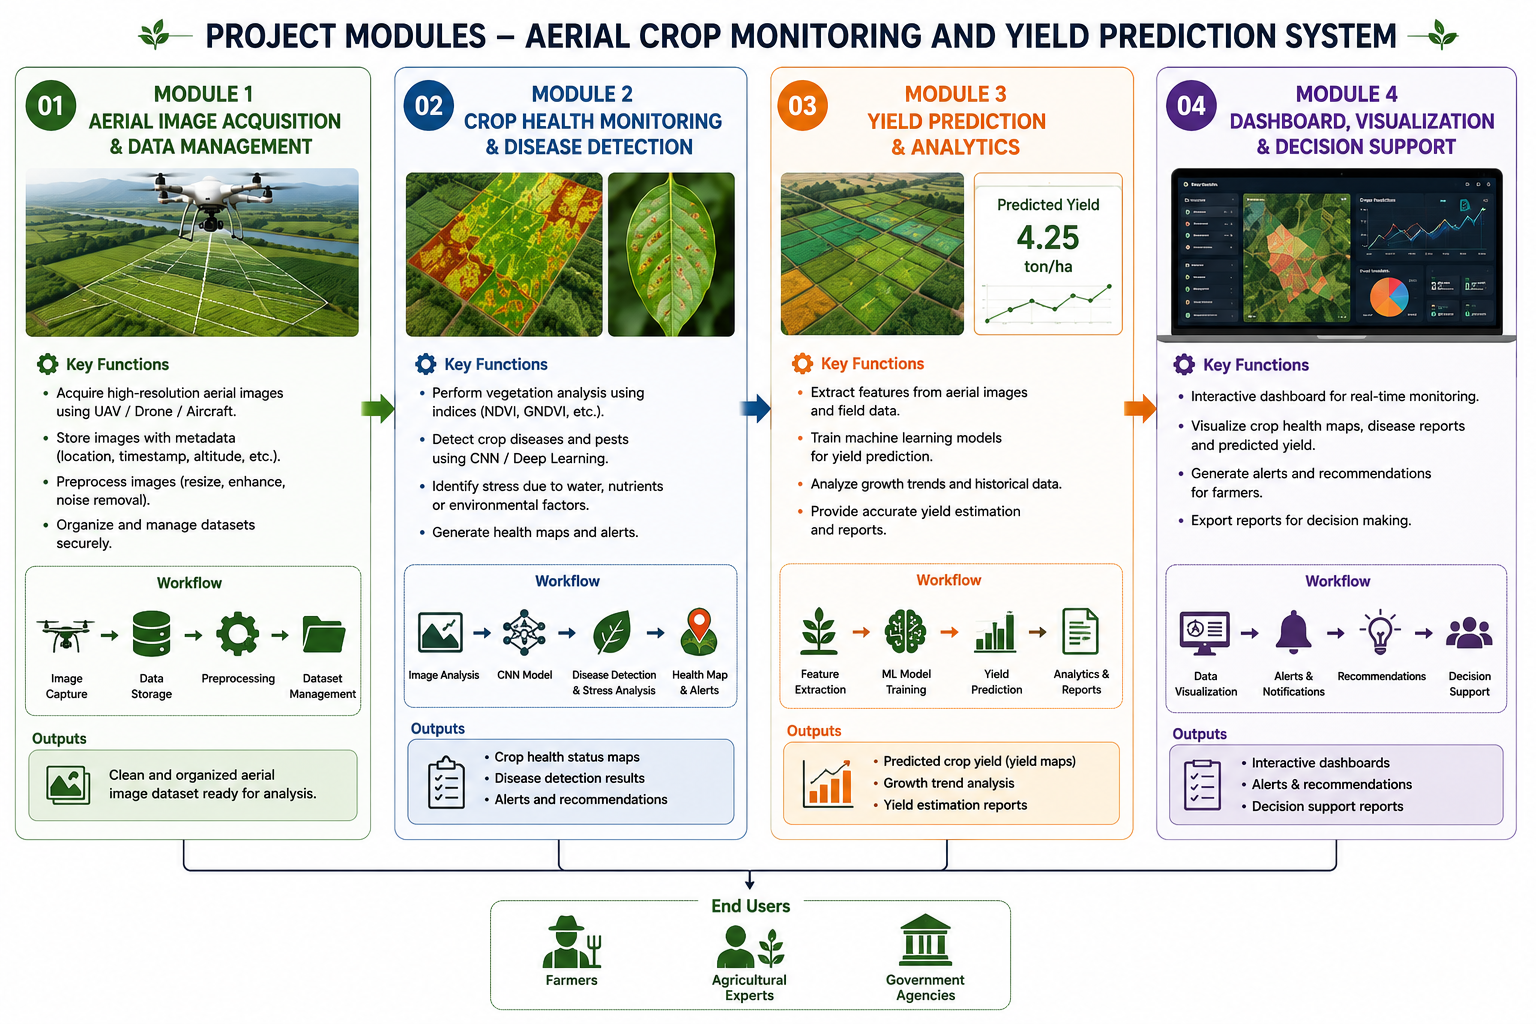 PROJECT MODULES – AERIAL CROP MONITORING AND YIELD PREDICTION SYSTEM
01
MODULE 1
AERIAL IMAGE ACQUISITION
& DATA MANAGEMENT
Key Functions
• Acquire high-resolution aerial images
using UAV / Drone / Aircraft.
• Store images with metadata
(location, timestamp, altitude, etc.).
• Preprocess images (resize, enhance,
noise removal).
• Organize and manage datasets
securely.
Workflow
Image
Capture
Data
Storage
Preprocessing
Dataset
Management
Outputs
Clean and organized aerial
image dataset ready for analysis.
02
MODULE 2
CROP HEALTH MONITORING
& DISEASE DETECTION
Key Functions
• Perform vegetation analysis using
indices (NDVI, GNDVI, etc.).
• Detect crop diseases and pests
using CNN / Deep Learning.
• Identify stress due to water, nutrients
or environmental factors.
• Generate health maps and alerts.
Workflow
Image Analysis
CNN Model
Disease Detection
& Stress Analysis
Health Map
& Alerts
Outputs
• Crop health status maps
• Disease detection results
• Alerts and recommendations
03
MODULE 3
YIELD PREDICTION
& ANALYTICS
Predicted Yield
4.25
ton/ha
Key Functions
• Extract features from aerial images
and field data.
• Train machine learning models
for yield prediction.
• Analyze growth trends and historical data.
• Provide accurate yield estimation
and reports.
Workflow
Feature
Extraction
ML Model
Training
Yield
Prediction
Analytics &
Reports
Outputs
• Predicted crop yield (yield maps)
• Growth trend analysis
• Yield estimation reports
04
MODULE 4
DASHBOARD, VISUALIZATION
& DECISION SUPPORT
Key Functions
• Interactive dashboard for real-time monitoring.
• Visualize crop health maps, disease reports
and predicted yield.
• Generate alerts and recommendations
for farmers.
• Export reports for decision making.
Workflow
Data
Visualization
Alerts &
Notifications
Recommendations
Decision
Support
Outputs
• Interactive dashboards
• Alerts & recommendations
• Decision support reports
End Users
Farmers
Agricultural
Experts
Government
Agencies